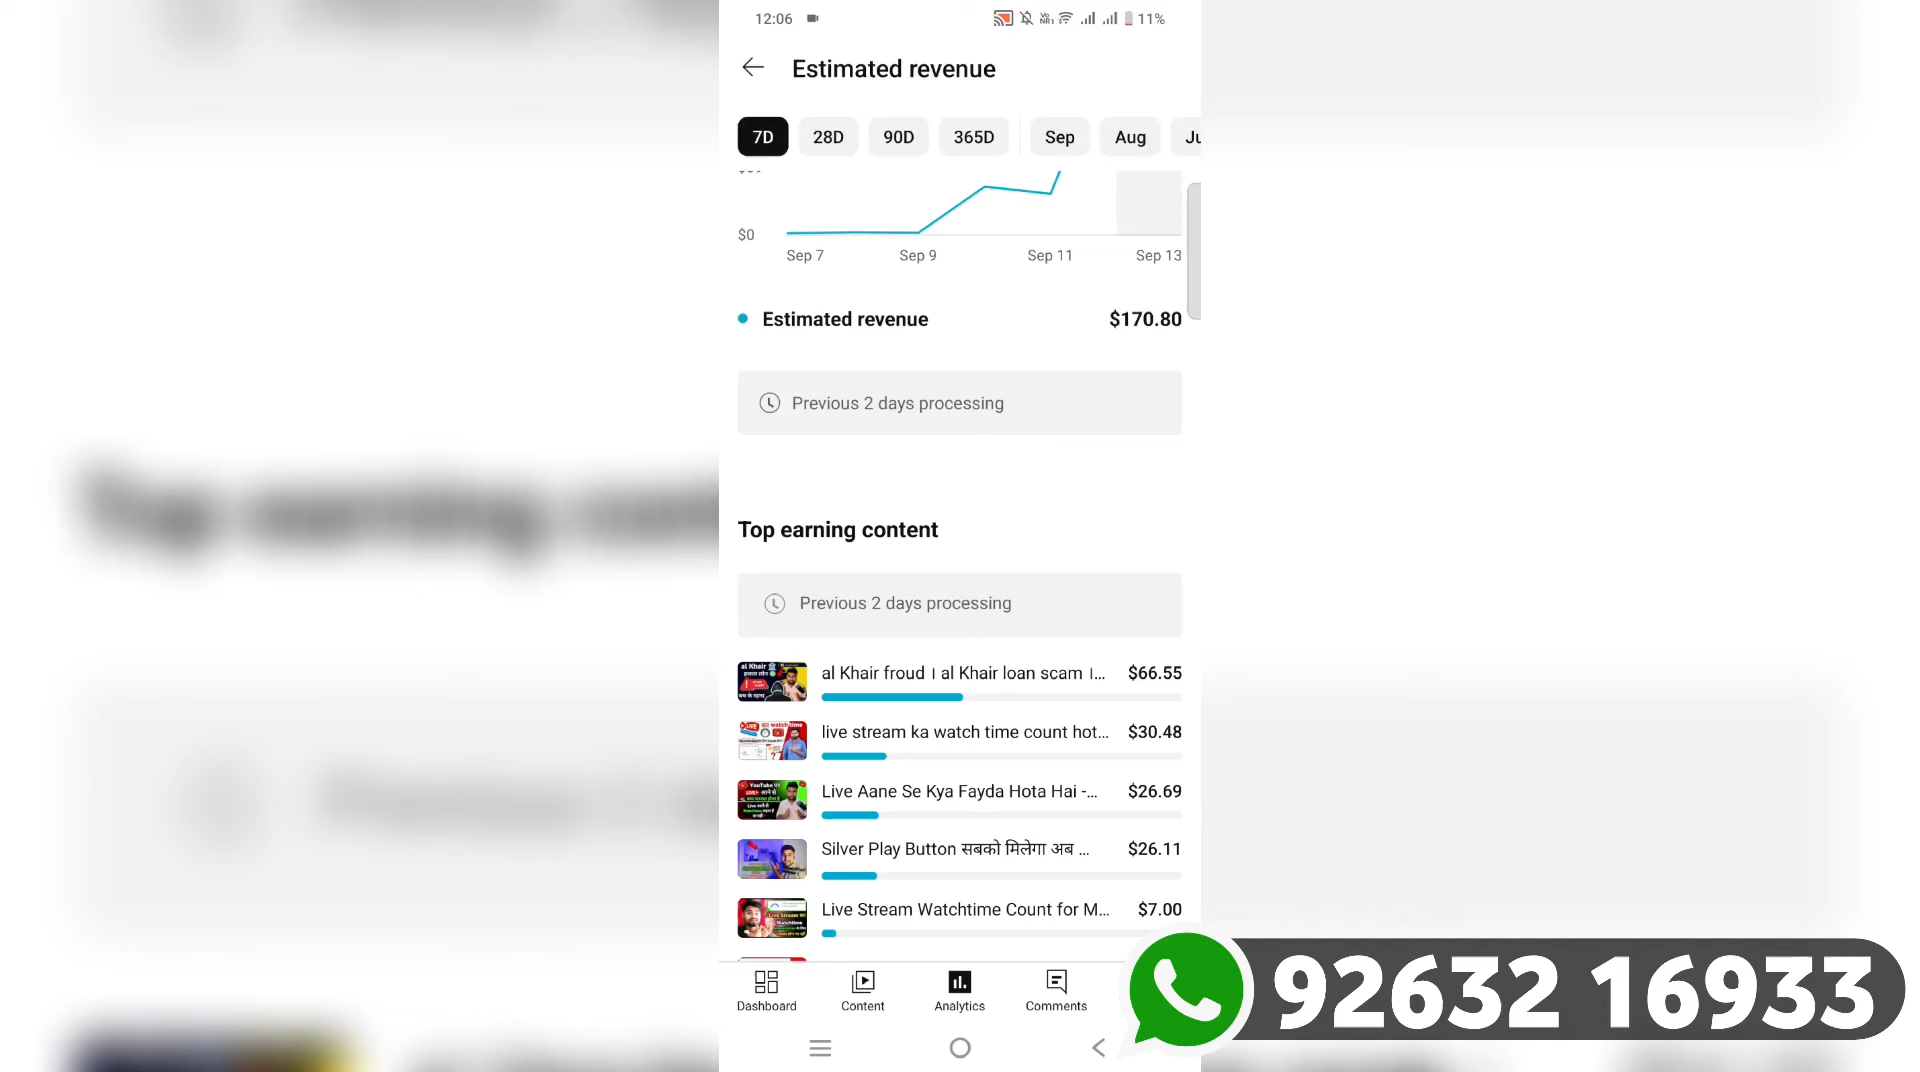 12:06
11%
Estimated revenue
7D 28D 90D 365D Sep Aug
$0
Sep 7 Sep 9 Sep 11 Sep 13
Estimated revenue $170.80
Previous 2 days processing
Top earning content
Previous 2 days processing
al Khair froud । al Khair loan scam ।... $66.55
live stream ka watch time count hot... $30.48
Live Aane Se Kya Fayda Hota Hai -... $26.69
Silver Play Button सबको मिलेगा अब ... $26.11
Live Stream Watchtime Count for M... $7.00
Dashboard Content Analytics Comments
92632 16933